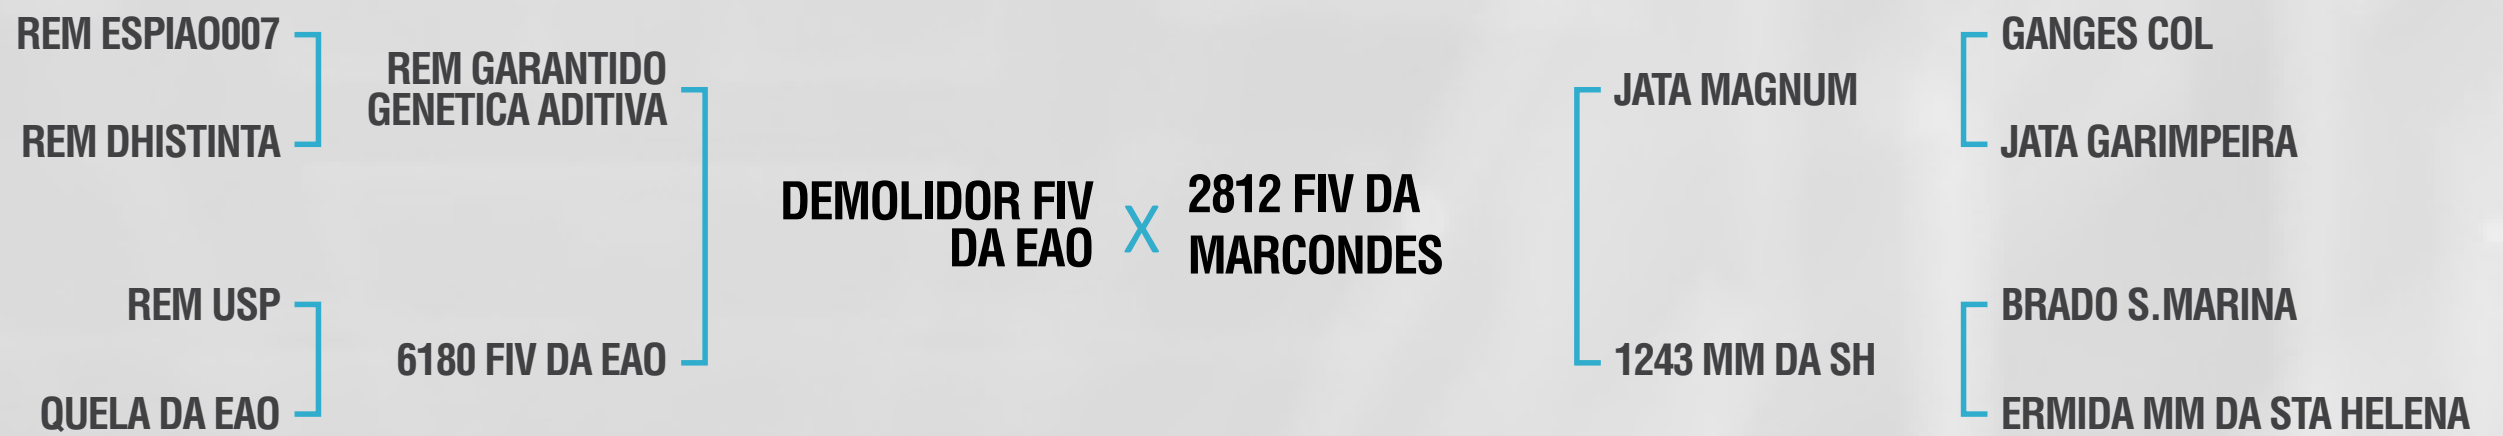 REM ESPIAO007
REM DHISTINTA
REM GARANTIDO
GENETICA ADITIVA
REM USP
QUELA DA EAO
6180 FIV DA EAO
DEMOLIDOR FIV
DA EAO
X
2812 FIV DA
MARCONDES
JATA MAGNUM
GANGES COL
JATA GARIMPEIRA
1243 MM DA SH
BRADO S.MARINA
ERMIDA MM DA STA HELENA